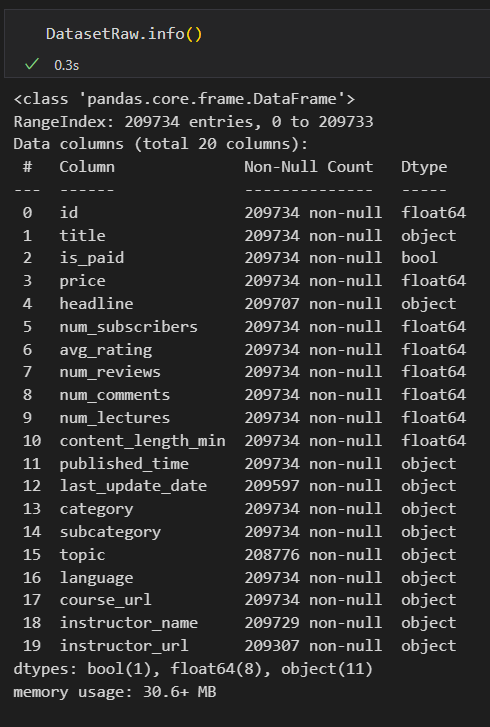 DatasetRaw.info()
0.3s
<class 'pandas.core.frame.DataFrame'>
RangeIndex: 209734 entries, 0 to 209733
Data columns (total 20 columns):
 #   Column              Non-Null Count   Dtype
---  ------              --------------   -----
 0   id                  209734 non-null  float64
 1   title               209734 non-null  object
 2   is_paid             209734 non-null  bool
 3   price               209734 non-null  float64
 4   headline            209707 non-null  object
 5   num_subscribers     209734 non-null  float64
 6   avg_rating          209734 non-null  float64
 7   num_reviews         209734 non-null  float64
 8   num_comments        209734 non-null  float64
 9   num_lectures        209734 non-null  float64
 10  content_length_min  209734 non-null  float64
 11  published_time      209734 non-null  object
 12  last_update_date    209597 non-null  object
 13  category            209734 non-null  object
 14  subcategory         209734 non-null  object
 15  topic               208776 non-null  object
 16  language            209734 non-null  object
 17  course_url          209734 non-null  object
 18  instructor_name     209729 non-null  object
 19  instructor_url      209307 non-null  object
dtypes: bool(1), float64(8), object(11)
memory usage: 30.6+ MB